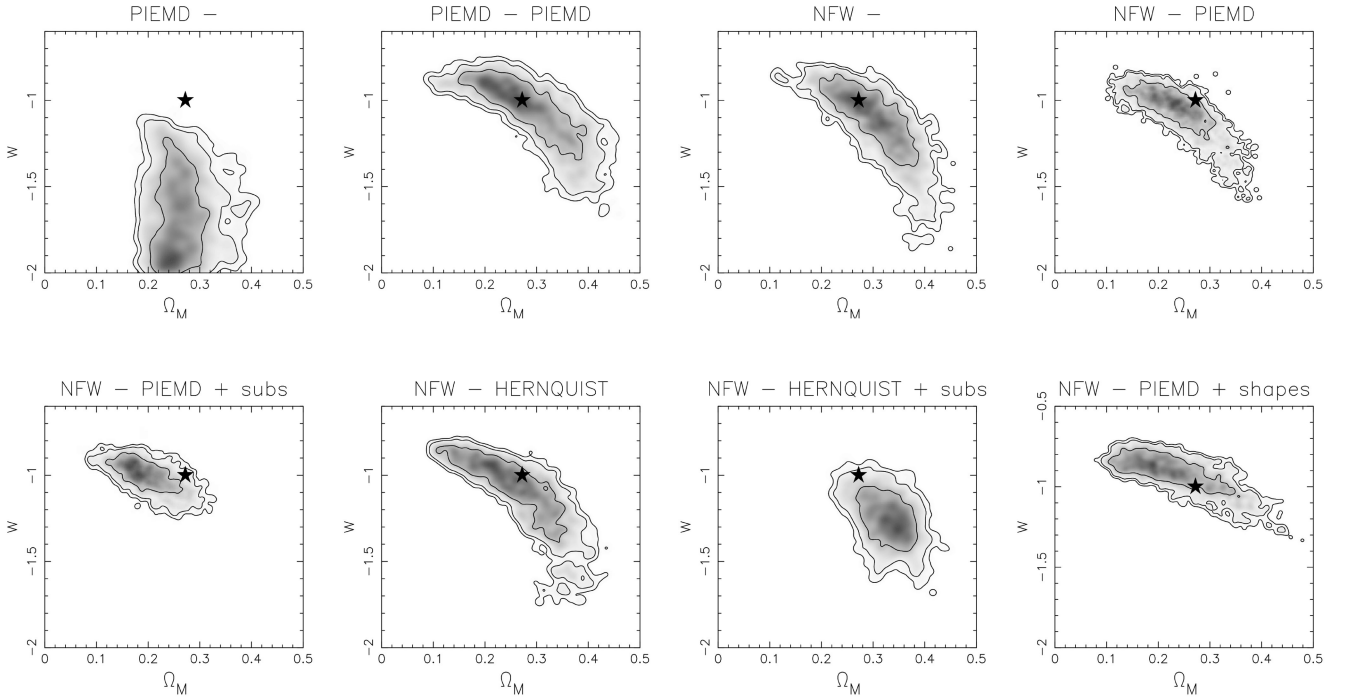 PIEMD −
PIEMD − PIEMD
NFW −
NFW − PIEMD
w
−1
−1.5
−2
0 0.1 0.2 0.3 0.4 0.5
Ω_M
w
−1
−1.5
−2
0 0.1 0.2 0.3 0.4 0.5
Ω_M
w
−1
−1.5
−2
0 0.1 0.2 0.3 0.4 0.5
Ω_M
w
−1
−1.5
−2
0 0.1 0.2 0.3 0.4 0.5
Ω_M
NFW − PIEMD + subs
NFW − HERNQUIST
NFW − HERNQUIST + subs
NFW − PIEMD + shapes
w
−1
−1.5
−2
0 0.1 0.2 0.3 0.4 0.5
Ω_M
w
−1
−1.5
−2
0 0.1 0.2 0.3 0.4 0.5
Ω_M
w
−1
−1.5
−2
0 0.1 0.2 0.3 0.4 0.5
Ω_M
w
−0.5
−1
−1.5
−2
0 0.1 0.2 0.3 0.4 0.5
Ω_M